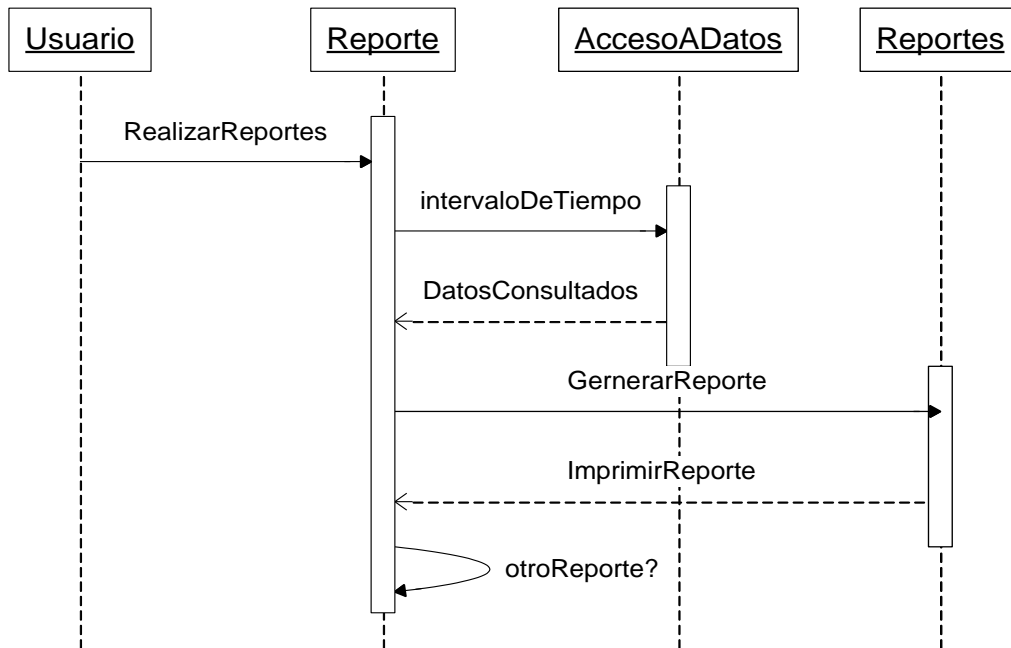 Usuario
Reporte
AccesoADatos
Reportes
RealizarReportes
intervaloDeTiempo
DatosConsultados
GernerarReporte
ImprimirReporte
otroReporte?